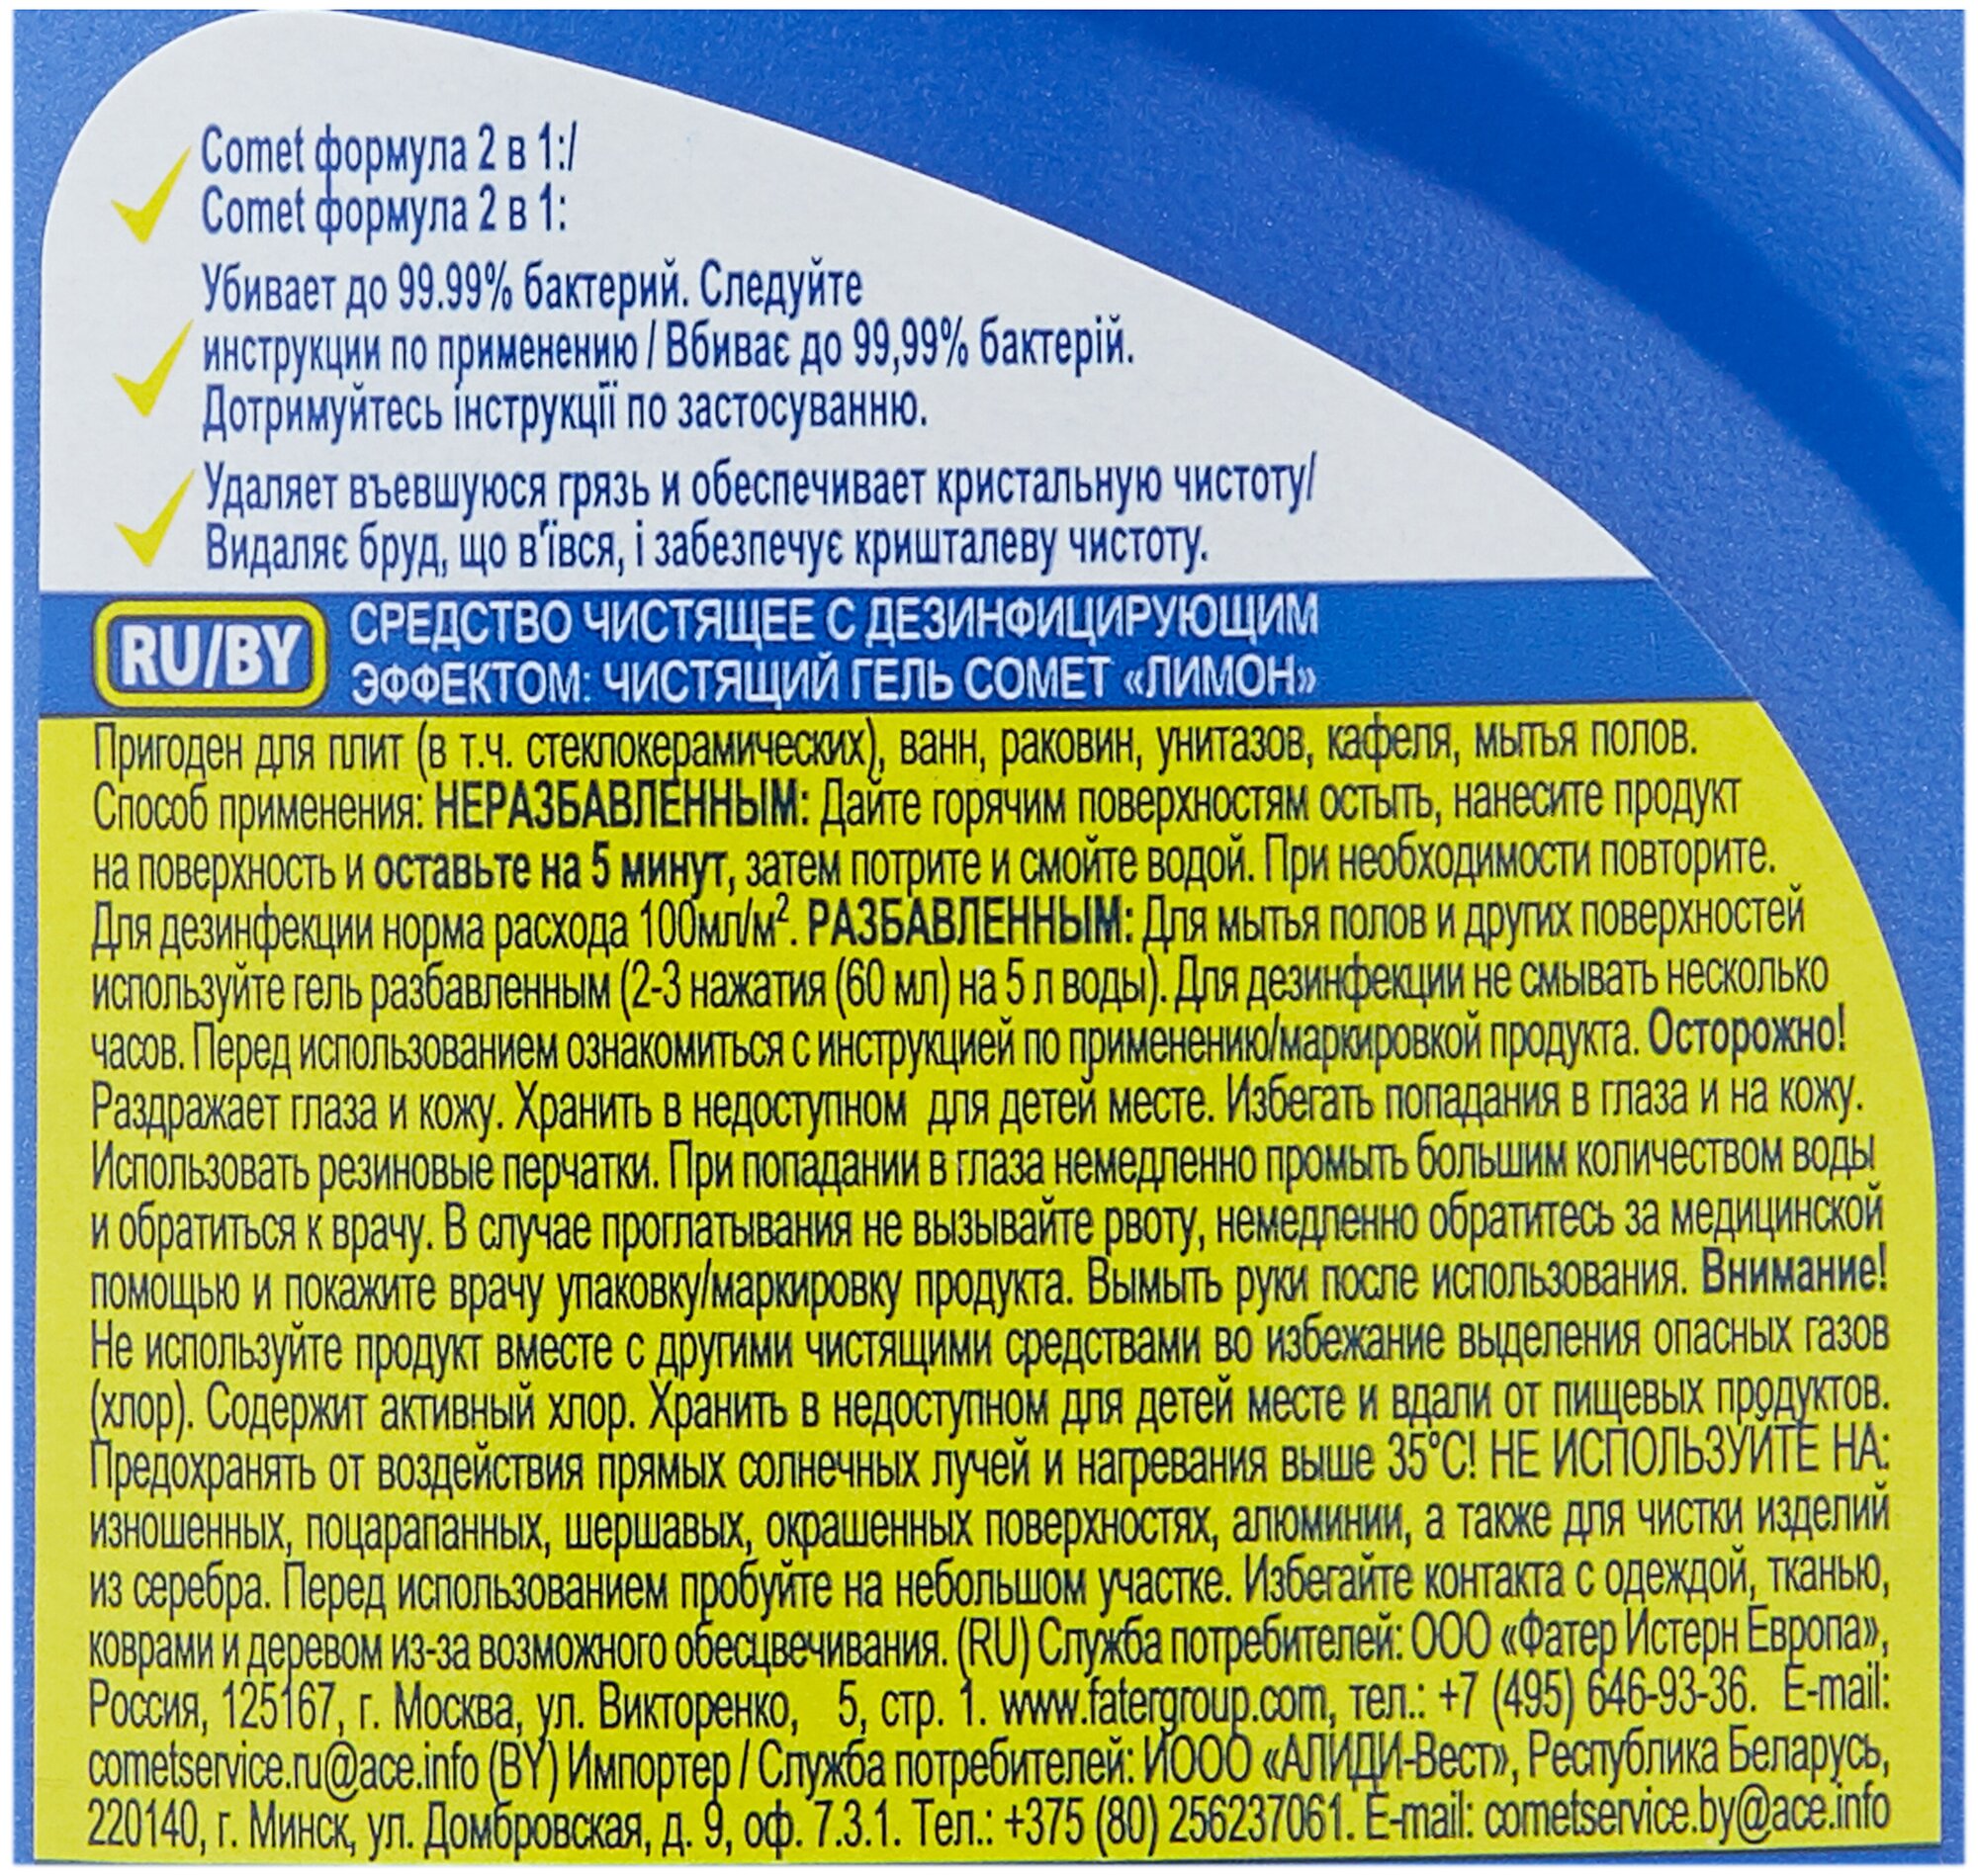 Comet формула 2 в 1:/
Comet формула 2 в 1:
Убивает до 99.99% бактерий. Следуйте
инструкции по применению / Вбиває до 99,99% бактерій.
Дотримуйтесь інструкції по застосуванню.
Удаляет въевшуюся грязь и обеспечивает кристальную чистоту/
Видаляє бруд, що в'ївся, і забезпечує кришталеву чистоту.
RU/BY
СРЕДСТВО ЧИСТЯЩЕЕ С ДЕЗИНФИЦИРУЮЩИМ
ЭФФЕКТОМ: ЧИСТЯЩИЙ ГЕЛЬ COMET «ЛИМОН»
Пригоден для плит (в т.ч. стеклокерамических), ванн, раковин, унитазов, кафеля, мытья полов.
Способ применения: НЕРАЗБАВЛЕННЫМ: Дайте горячим поверхностям остыть, нанесите продукт
на поверхность и оставьте на 5 минут, затем потрите и смойте водой. При необходимости повторите.
Для дезинфекции норма расхода 100мл/м². РАЗБАВЛЕННЫМ: Для мытья полов и других поверхностей
используйте гель разбавленным (2-3 нажатия (60 мл) на 5 л воды). Для дезинфекции не смывать несколько
часов. Перед использованием ознакомиться с инструкцией по применению/маркировкой продукта. Осторожно!
Раздражает глаза и кожу. Хранить в недоступном для детей месте. Избегать попадания в глаза и на кожу.
Использовать резиновые перчатки. При попадании в глаза немедленно промыть большим количеством воды
и обратиться к врачу. В случае проглатывания не вызывайте рвоту, немедленно обратитесь за медицинской
помощью и покажите врачу упаковку/маркировку продукта. Вымыть руки после использования. Внимание!
Не используйте продукт вместе с другими чистящими средствами во избежание выделения опасных газов
(хлор). Содержит активный хлор. Хранить в недоступном для детей месте и вдали от пищевых продуктов.
Предохранять от воздействия прямых солнечных лучей и нагревания выше 35°С! НЕ ИСПОЛЬЗУЙТЕ НА:
изношенных, поцарапанных, шершавых, окрашенных поверхностях, алюминии, а также для чистки изделий
из серебра. Перед использованием пробуйте на небольшом участке. Избегайте контакта с одеждой, тканью,
коврами и деревом из-за возможного обесцвечивания. (RU) Служба потребителей: ООО «Фатер Истерн Европа»,
Россия, 125167, г. Москва, ул. Викторенко, 5, стр. 1. www.fatergroup.com, тел.: +7 (495) 646-93-36. E-mail:
cometservice.ru@ace.info (BY) Импортер / Служба потребителей: ИООО «АЛИДИ-Вест», Республика Беларусь,
220140, г. Минск, ул. Домбровская, д. 9, оф. 7.3.1. Тел.: +375 (80) 256237061. E-mail: cometservice.by@ace.info